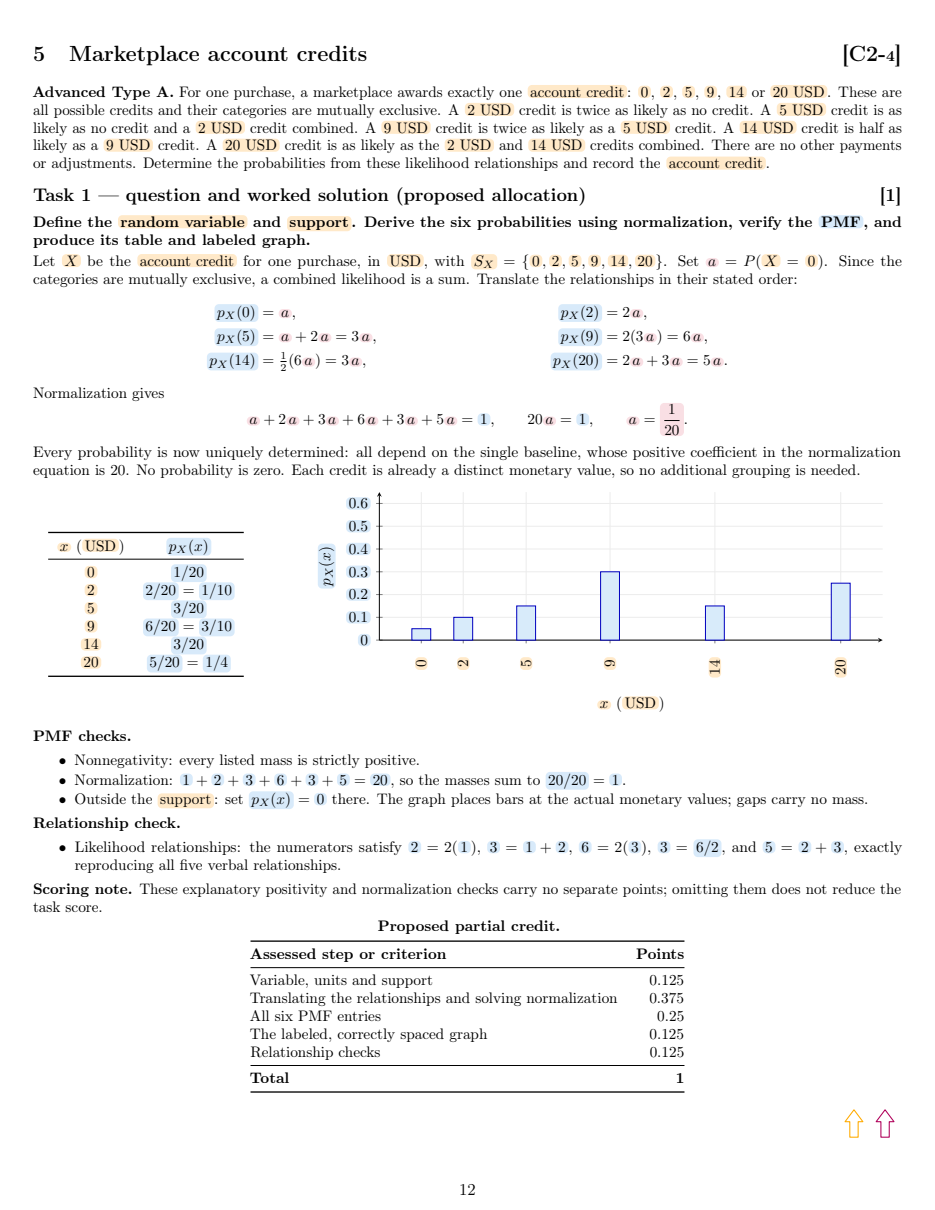 5 Marketplace account credits [C2-4]
Advanced Type A. For one purchase, a marketplace awards exactly one account credit: 0, 2, 5, 9, 14 or 20 USD. These are
all possible credits and their categories are mutually exclusive. A 2 USD credit is twice as likely as no credit. A 5 USD credit is as
likely as no credit and a 2 USD credit combined. A 9 USD credit is twice as likely as a 5 USD credit. A 14 USD credit is half as
likely as a 9 USD credit. A 20 USD credit is as likely as the 2 USD and 14 USD credits combined. There are no other payments
or adjustments. Determine the probabilities from these likelihood relationships and record the account credit.
Task 1 — question and worked solution (proposed allocation) [1]
Define the random variable and support. Derive the six probabilities using normalization, verify the PMF, and
produce its table and labeled graph.
Let X be the account credit for one purchase, in USD, with S_X = {0, 2, 5, 9, 14, 20}. Set a = P(X = 0). Since the
categories are mutually exclusive, a combined likelihood is a sum. Translate the relationships in their stated order:
p_X(0) = a, p_X(2) = 2a,
p_X(5) = a + 2a = 3a, p_X(9) = 2(3a) = 6a,
p_X(14) = 1/2(6a) = 3a, p_X(20) = 2a + 3a = 5a.
Normalization gives
a + 2a + 3a + 6a + 3a + 5a = 1, 20a = 1, a = 1/20.
Every probability is now uniquely determined: all depend on the single baseline, whose positive coefficient in the normalization
equation is 20. No probability is zero. Each credit is already a distinct monetary value, so no additional grouping is needed.
x (USD) p_X(x)
0 1/20
2 2/20 = 1/10
5 3/20
9 6/20 = 3/10
14 3/20
20 5/20 = 1/4
p_X(x)
0.6
0.5
0.4
0.3
0.2
0.1
0
0 2 5 9 14 20
x (USD)
PMF checks.
• Nonnegativity: every listed mass is strictly positive.
• Normalization: 1 + 2 + 3 + 6 + 3 + 5 = 20, so the masses sum to 20/20 = 1.
• Outside the support: set p_X(x) = 0 there. The graph places bars at the actual monetary values; gaps carry no mass.
Relationship check.
• Likelihood relationships: the numerators satisfy 2 = 2(1), 3 = 1 + 2, 6 = 2(3), 3 = 6/2, and 5 = 2 + 3, exactly
reproducing all five verbal relationships.
Scoring note. These explanatory positivity and normalization checks carry no separate points; omitting them does not reduce the
task score.
Proposed partial credit.
Assessed step or criterion Points
Variable, units and support 0.125
Translating the relationships and solving normalization 0.375
All six PMF entries 0.25
The labeled, correctly spaced graph 0.125
Relationship checks 0.125
Total 1
12